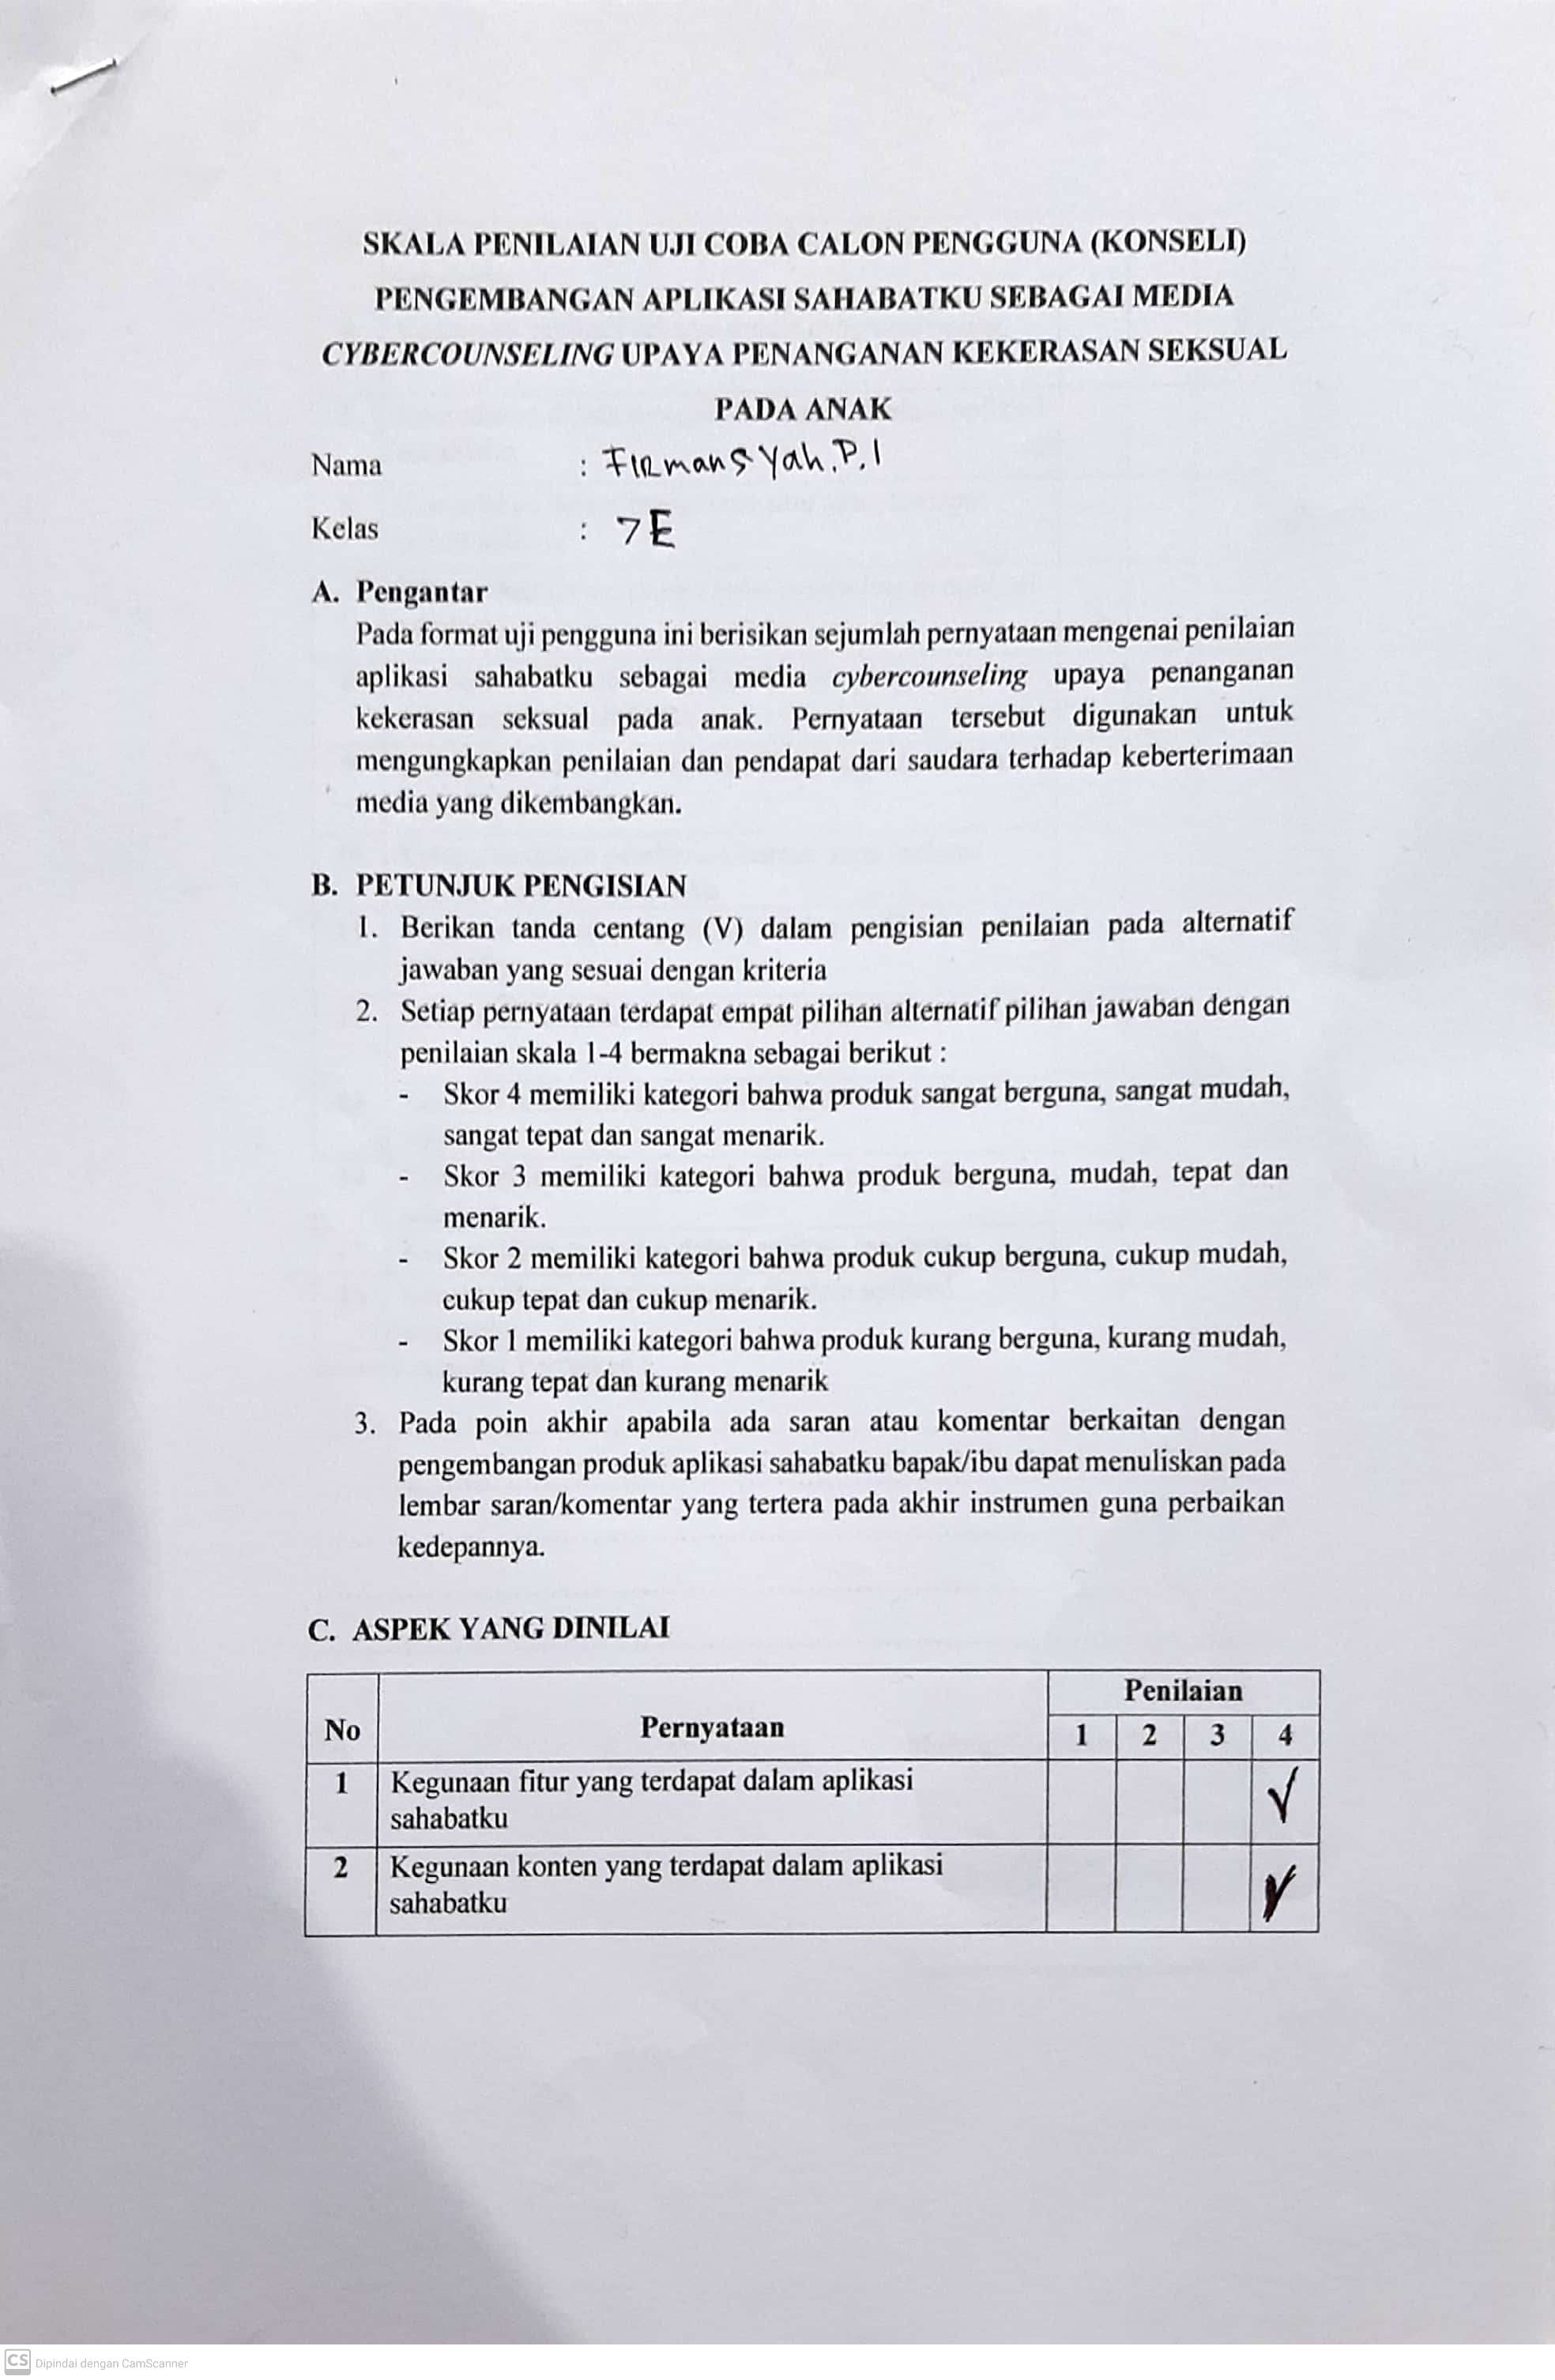 SKALA PENILAIAN UJI COBA CALON PENGGUNA (KONSELI)
PENGEMBANGAN APLIKASI SAHABATKU SEBAGAI MEDIA
CYBERCOUNSELING UPAYA PENANGANAN KEKERASAN SEKSUAL
PADA ANAK
Nama : FIRmansYah.P.I
Kelas : 7E
A. Pengantar
Pada format uji pengguna ini berisikan sejumlah pernyataan mengenai penilaian
aplikasi sahabatku sebagai media cybercounseling upaya penanganan
kekerasan seksual pada anak. Pernyataan tersebut digunakan untuk
mengungkapkan penilaian dan pendapat dari saudara terhadap keberterimaan
media yang dikembangkan.
B. PETUNJUK PENGISIAN
1. Berikan tanda centang (V) dalam pengisian penilaian pada alternatif
jawaban yang sesuai dengan kriteria
2. Setiap pernyataan terdapat empat pilihan alternatif pilihan jawaban dengan
penilaian skala 1-4 bermakna sebagai berikut :
- Skor 4 memiliki kategori bahwa produk sangat berguna, sangat mudah,
sangat tepat dan sangat menarik.
- Skor 3 memiliki kategori bahwa produk berguna, mudah, tepat dan
menarik.
- Skor 2 memiliki kategori bahwa produk cukup berguna, cukup mudah,
cukup tepat dan cukup menarik.
- Skor 1 memiliki kategori bahwa produk kurang berguna, kurang mudah,
kurang tepat dan kurang menarik
3. Pada poin akhir apabila ada saran atau komentar berkaitan dengan
pengembangan produk aplikasi sahabatku bapak/ibu dapat menuliskan pada
lembar saran/komentar yang tertera pada akhir instrumen guna perbaikan
kedepannya.
C. ASPEK YANG DINILAI
No Pernyataan Penilaian
1 2 3 4
1 Kegunaan fitur yang terdapat dalam aplikasi √
sahabatku
2 Kegunaan konten yang terdapat dalam aplikasi √
sahabatku
CS Dipindai dengan CamScanner